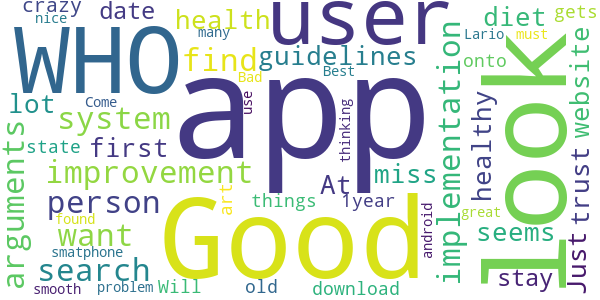 crazy
date
nice
many
WHO
find
health
user
diet
gets
Lario
must
guidelines
onto
website
lot
Come
system
Bad
Best
app
look
state
first
use
thinking
improvement
miss
implementation
healthy
trust
arguments
person
At
art
things
1year
android
want
Good
found
great
seems
Just
search
smatphone
smooth
problem
Will
old
download
stay